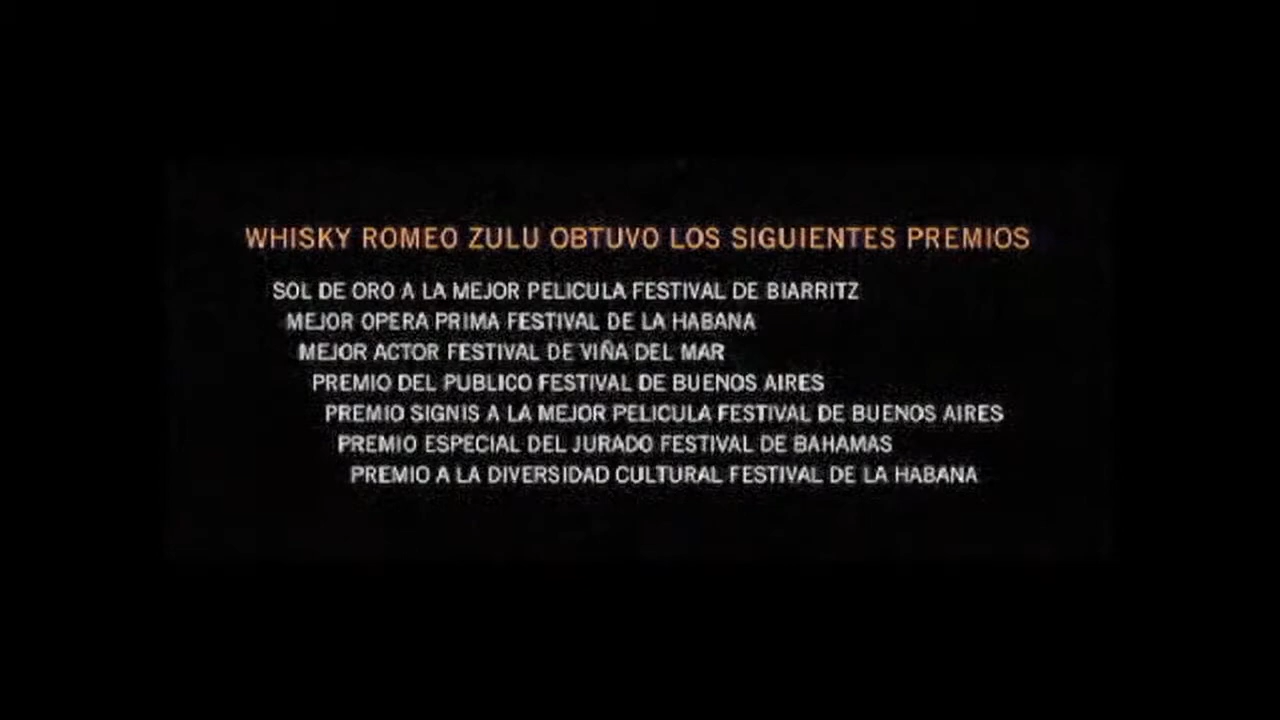 WHISKY ROMEO ZULU OBTUVO LOS SIGUIENTES PREMIOS
SOL DE ORO A LA MEJOR PELICULA FESTIVAL DE BIARRITZ
MEJOR OPERA PRIMA FESTIVAL DE LA HABANA
MEJOR ACTOR FESTIVAL DE VIÑA DEL MAR
PREMIO DEL PUBLICO FESTIVAL DE BUENOS AIRES
PREMIO SIGNIS A LA MEJOR PELICULA FESTIVAL DE BUENOS AIRES
PREMIO ESPECIAL DEL JURADO FESTIVAL DE BAHAMAS
PREMIO A LA DIVERSIDAD CULTURAL FESTIVAL DE LA HABANA